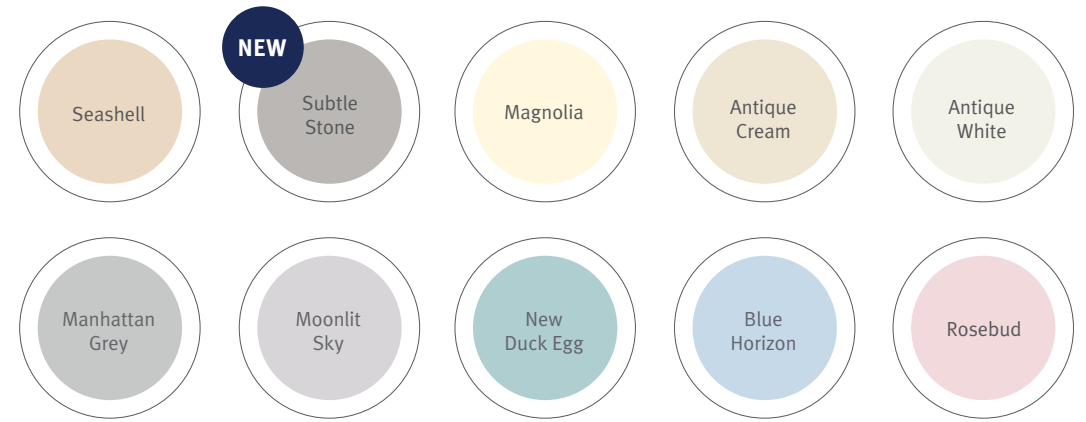 Seashell
NEW
Subtle
Stone
Magnolia
Antique
Cream
Antique
White
Manhattan
Grey
Moonlit
Sky
New
Duck Egg
Blue
Horizon
Rosebud